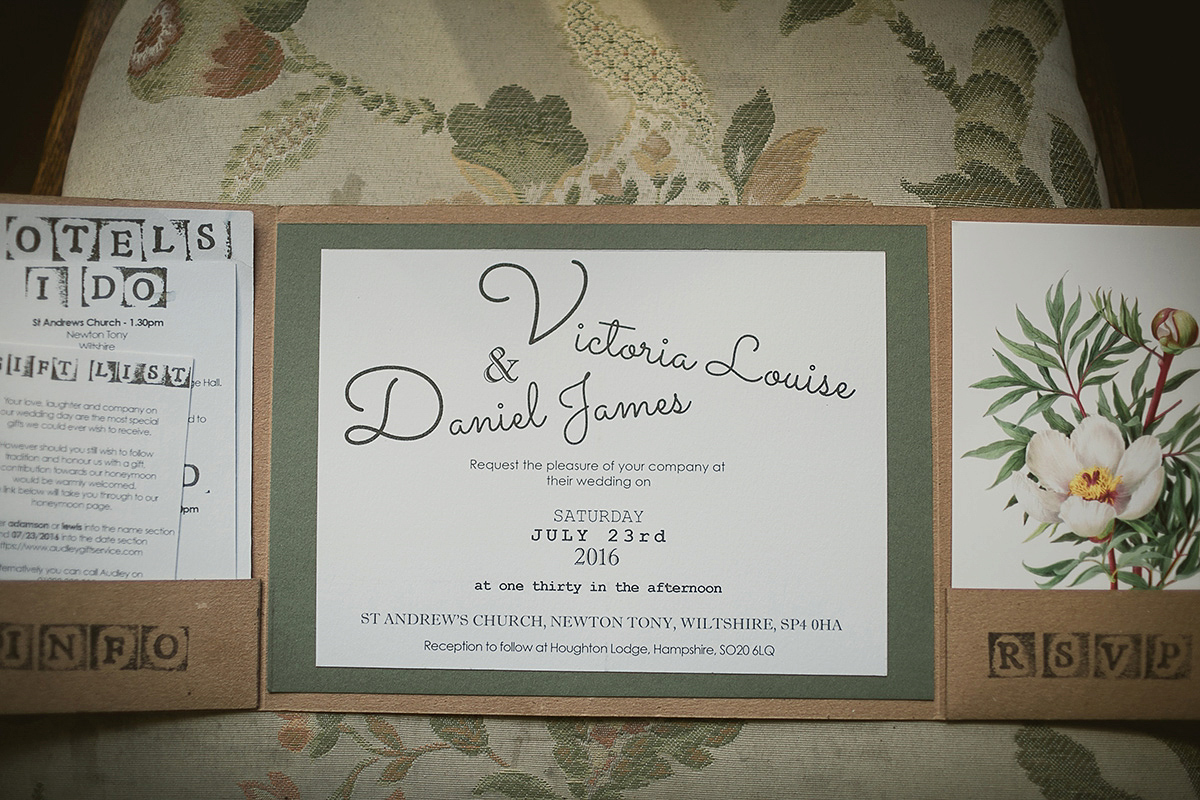 OTELS
I DO
St Andrews Church - 1.30pm
Newton Tony
Wiltshire
GIFT LIST
Hall.
to
Your love, laughter and company on
our wedding day are the most special
gifts we could ever wish to receive.
However should you still wish to follow
tradition and honour us with a gift,
contribution towards our honeymoon
would be warmly welcomed.
link below will take you through to our
honeymoon page.
adamson or lewis into the name section
07/23/2016 into the date section
https://www.audleygiftservice.com
alternatively you can call Audley on
D
pm
INFO
Victoria Louise
&
Daniel James
Request the pleasure of your company at
their wedding on
SATURDAY
JULY 23rd
2016
at one thirty in the afternoon
ST ANDREW'S CHURCH, NEWTON TONY, WILTSHIRE, SP4 0HA
Reception to follow at Houghton Lodge, Hampshire, SO20 6LQ
RSVP